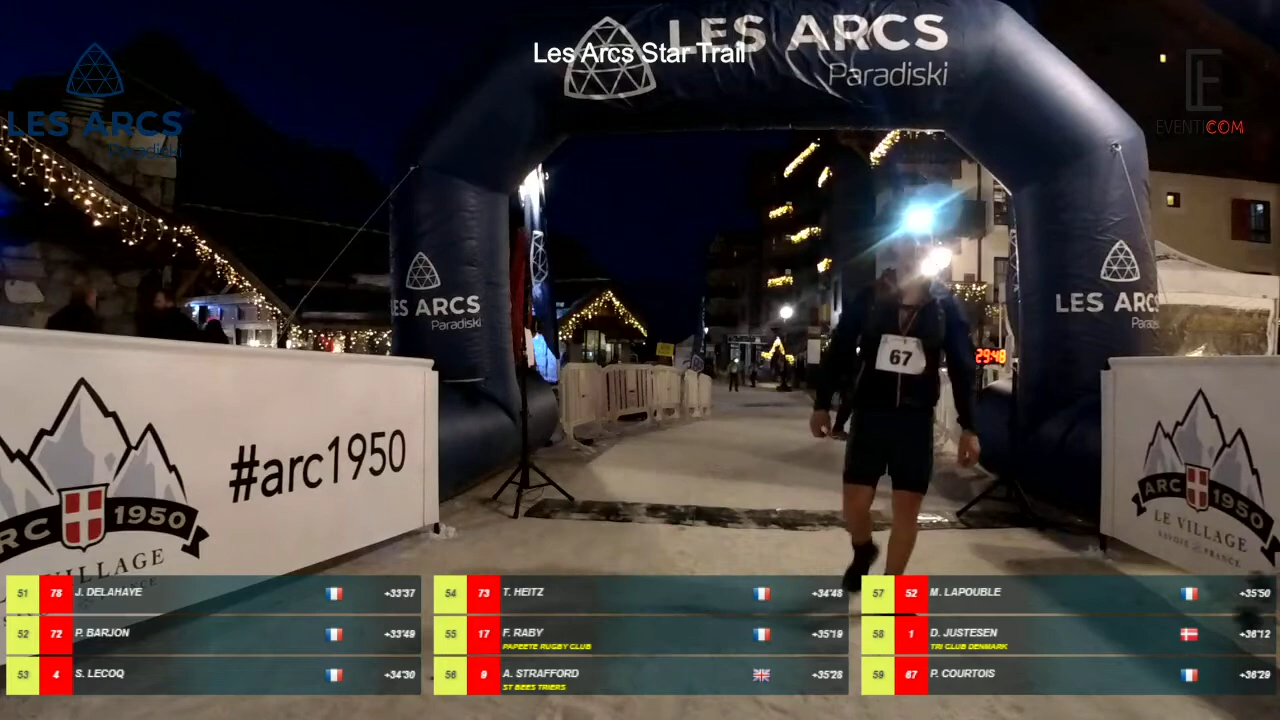 LES ARCS
Paradiski
Les Arcs Star Trail
LES ARCS
Paradiski
EVENTICOM
LES ARCS
Paradiski
LES ARCS
67
29:48
#arc1950
ARC 1950
LE VILLAGE
SAVOIE FRANCE
RC 1950
VILLAGE
51 78 J. DELAHAYE +33'37
52 72 P. BARJON +33'49
53 4 S. LECOQ +34'30
54 73 T. HEITZ +34'48
55 17 F. RABY +35'19
PAPEETE RUGBY CLUB
56 9 A. STRAFFORD +35'28
ST BEES TRIERS
57 52 M. LAPOUBLE +35'50
58 1 D. JUSTESEN +36'12
TRI CLUB DENMARK
59 67 P. COURTOIS +36'29